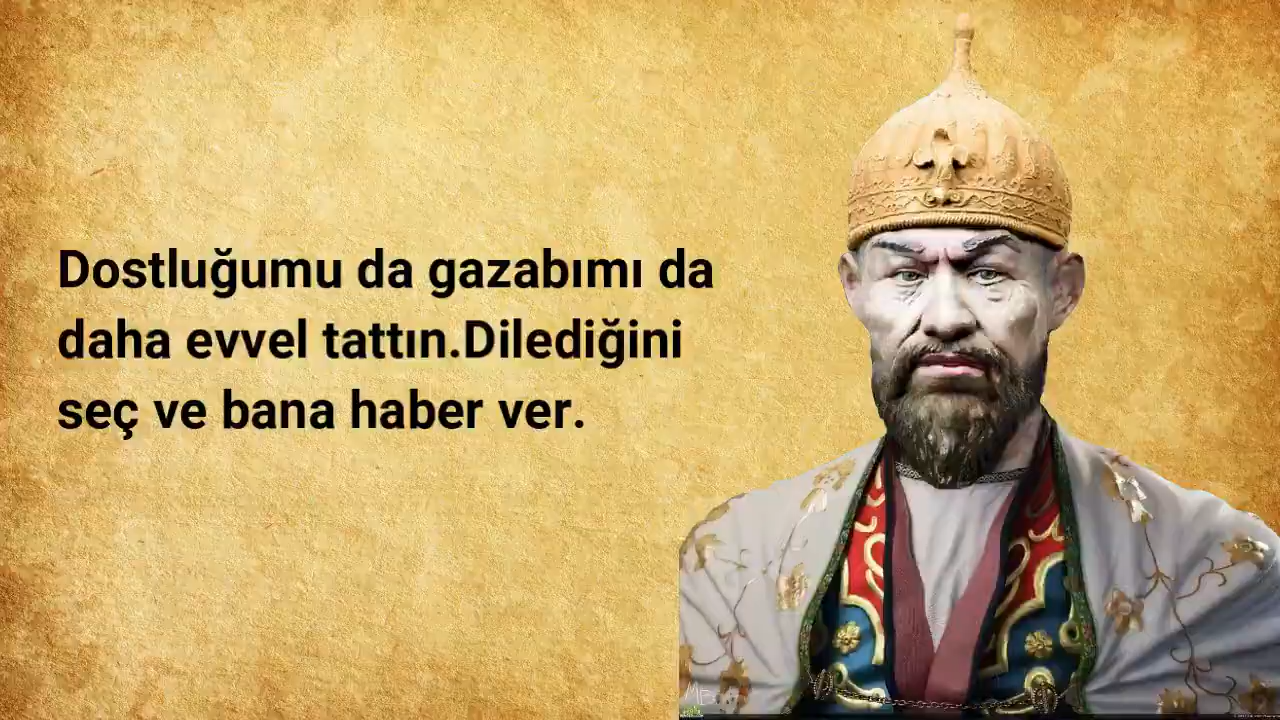 Dostluğumu da gazabımı da
daha evvel tattın.Dilediğini
seç ve bana haber ver.